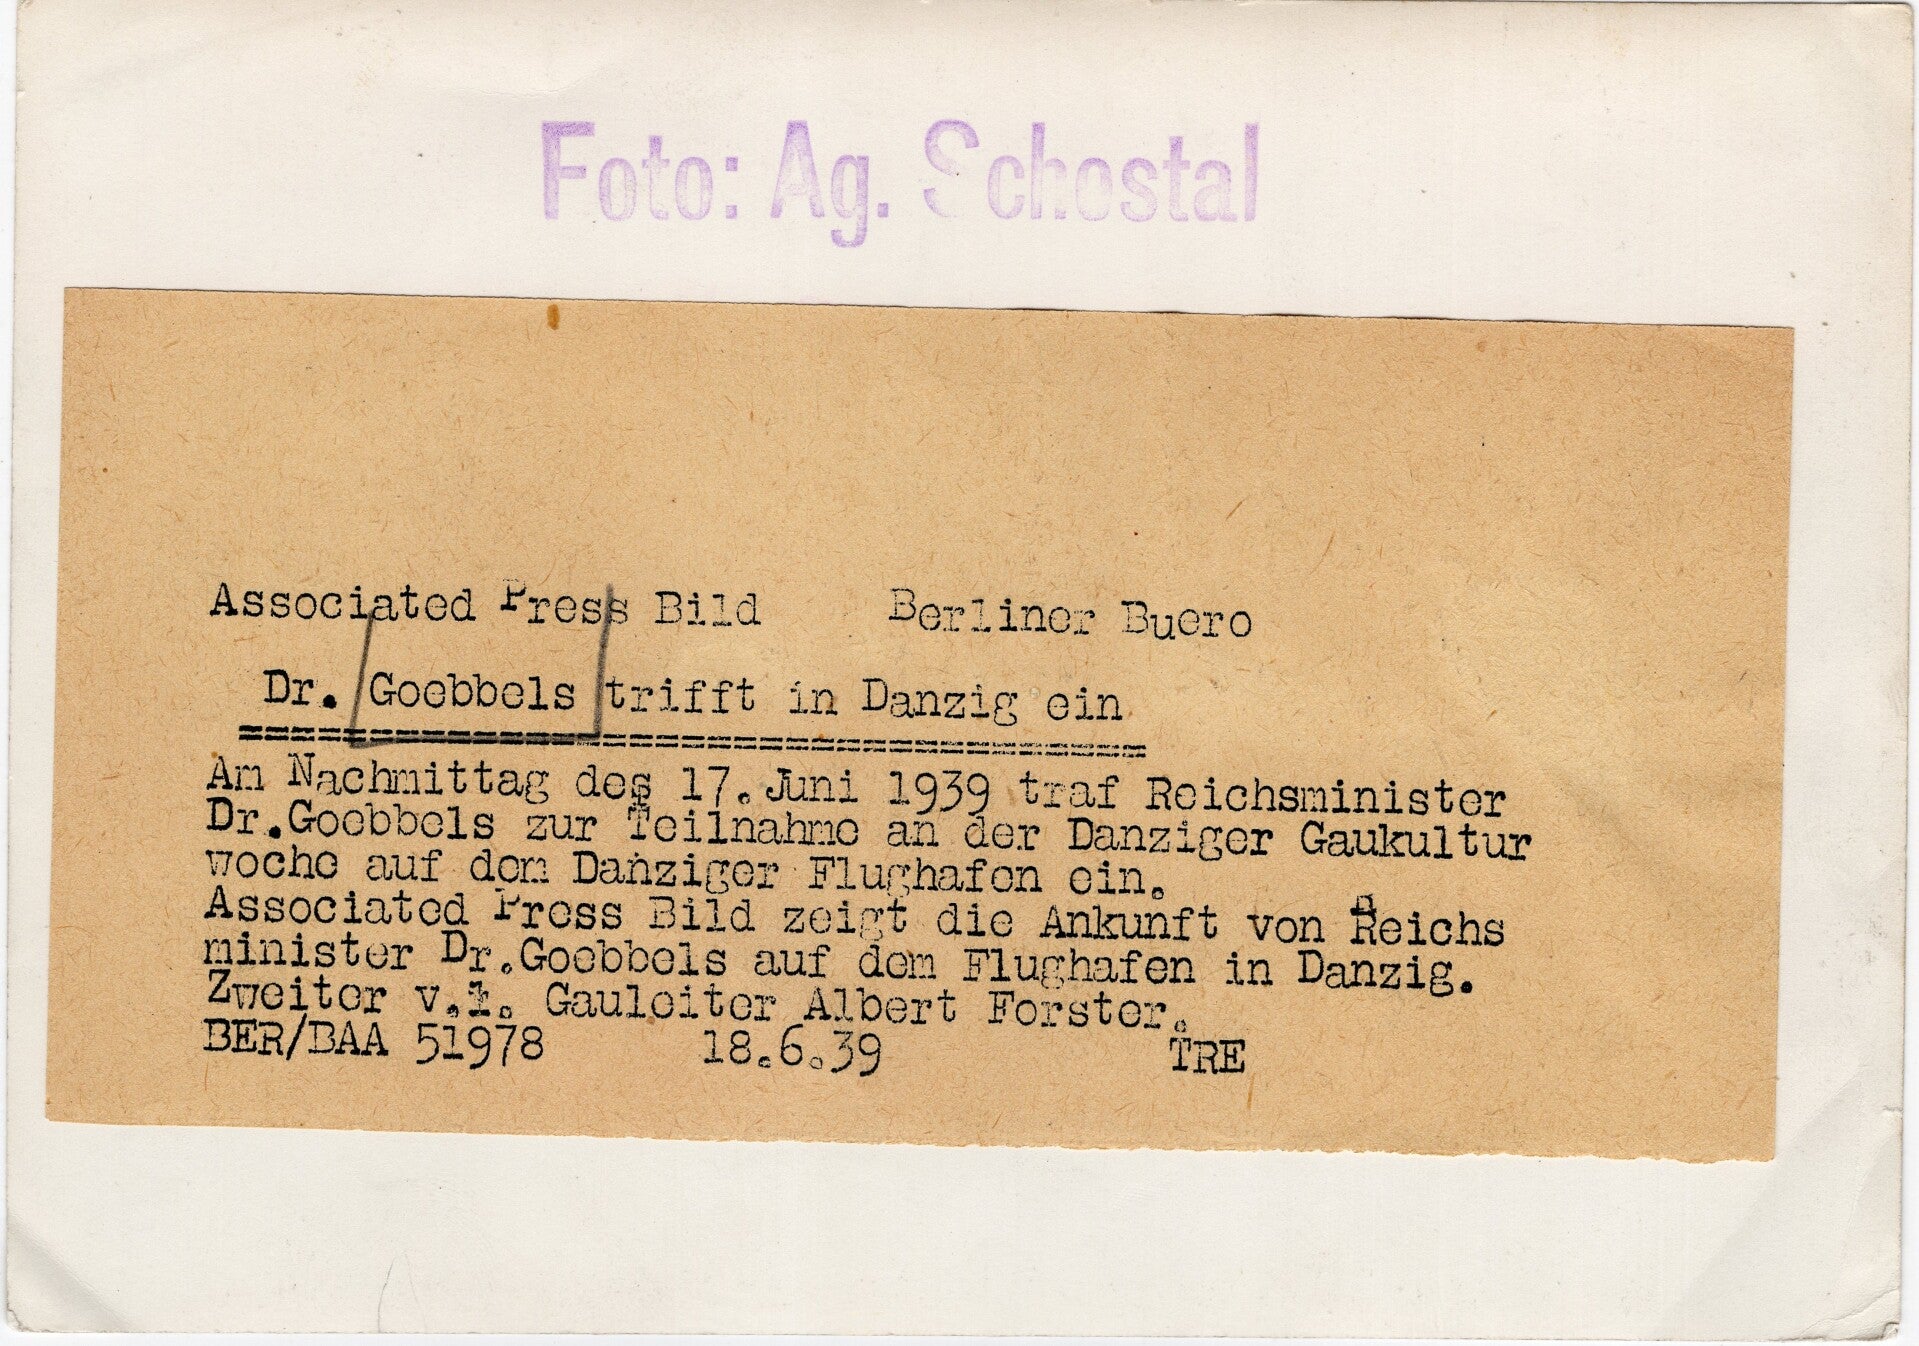 Foto: Ag. Schostal
Associated Press Bild Berliner Buero
Dr. Goebbels trifft in Danzig ein
Am Nachmittag des 17. Juni 1939 traf Reichsminister
Dr.Goebbels zur Teilnahme an der Danziger Gaukultur
woche auf dem Danziger Flughafen ein.
Associated Press Bild zeigt die Ankunft von Reichs
minister Dr.Goebbels auf dem Flughafen in Danzig.
Zweiter v.l. Gauleiter Albert Forster.
BER/BAA 51978 18.6.39 TRE